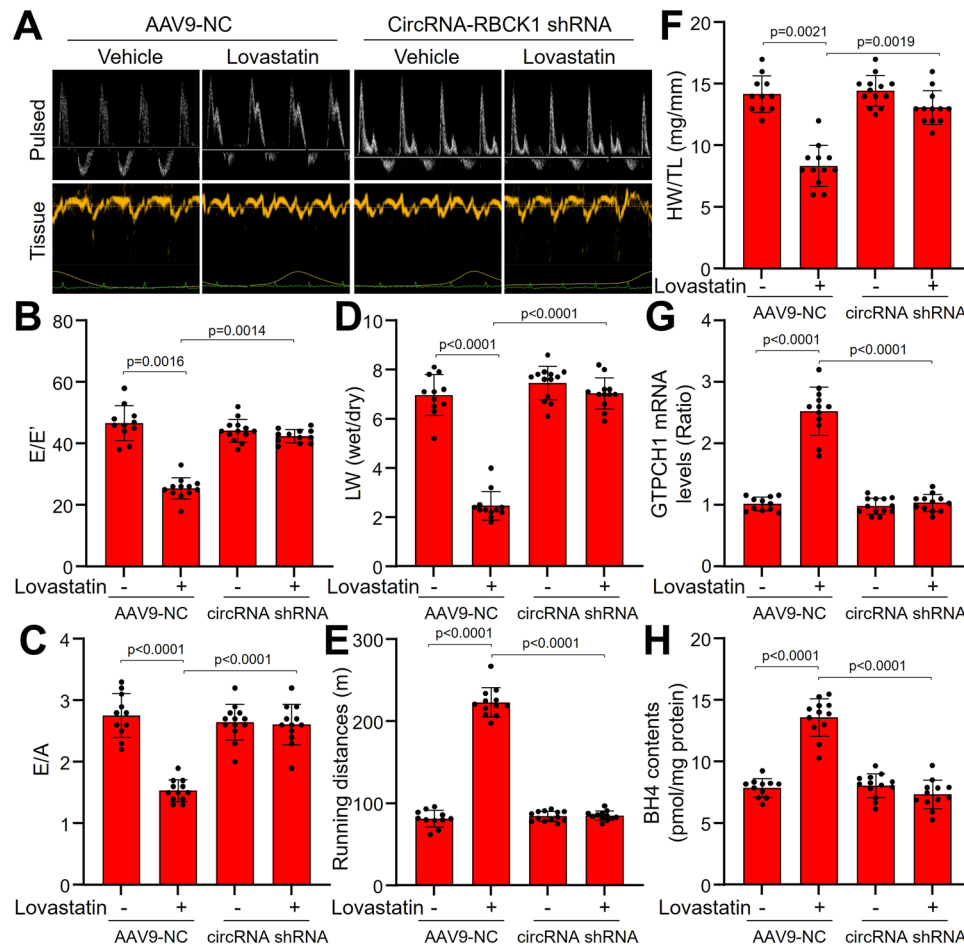 A
AAV9-NC
CircRNA-RBCK1 shRNA
Vehicle
Lovastatin
Vehicle
Lovastatin
Pulsed
Tissue
B
E/E'
80
60
40
20
0
p=0.0016
p=0.0014
Lovastatin
-
+
-
+
AAV9-NC
circRNA shRNA
C
E/A
4
3
2
1
0
p<0.0001
p<0.0001
Lovastatin
-
+
-
+
AAV9-NC
circRNA shRNA
D
LW (wet/dry)
10
8
6
4
2
0
p<0.0001
p<0.0001
Lovastatin
-
+
-
+
AAV9-NC
circRNA shRNA
E
Running distances (m)
300
200
100
0
p<0.0001
p<0.0001
Lovastatin
-
+
-
+
AAV9-NC
circRNA shRNA
F
HW/TL (mg/mm)
20
15
10
5
0
p=0.0021
p=0.0019
Lovastatin
-
+
-
+
AAV9-NC
circRNA shRNA
G
GTPCH1 mRNA
levels (Ratio)
4
3
2
1
0
p<0.0001
p<0.0001
Lovastatin
-
+
-
+
AAV9-NC
circRNA shRNA
H
BH4 contents
(pmol/mg protein)
20
15
10
5
0
p<0.0001
p<0.0001
Lovastatin
-
+
-
+
AAV9-NC
circRNA shRNA